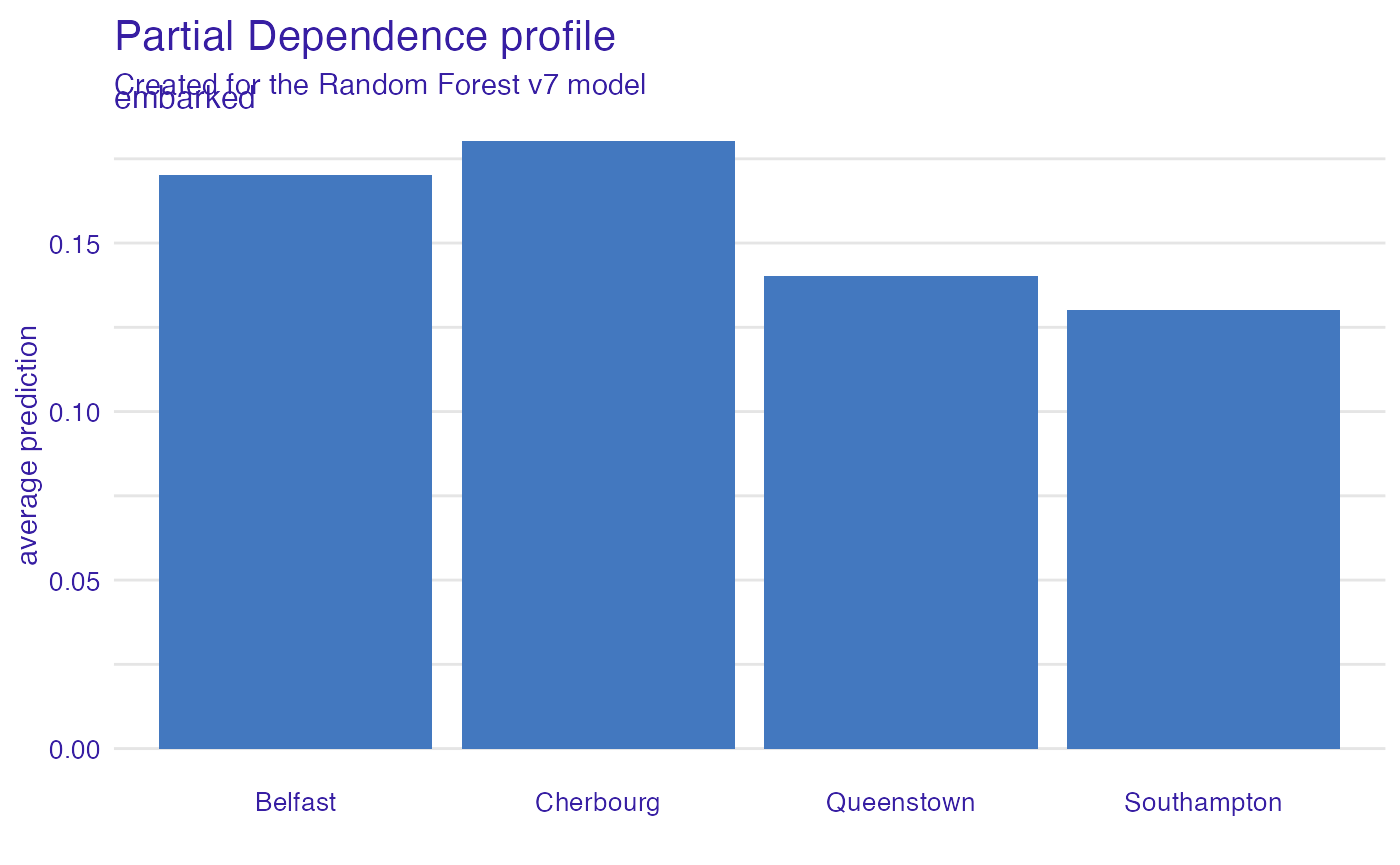 Partial Dependence profile
Created for the Random Forest v7 model
embarked
average prediction
0.15
0.10
0.05
0.00
Belfast Cherbourg Queenstown Southampton